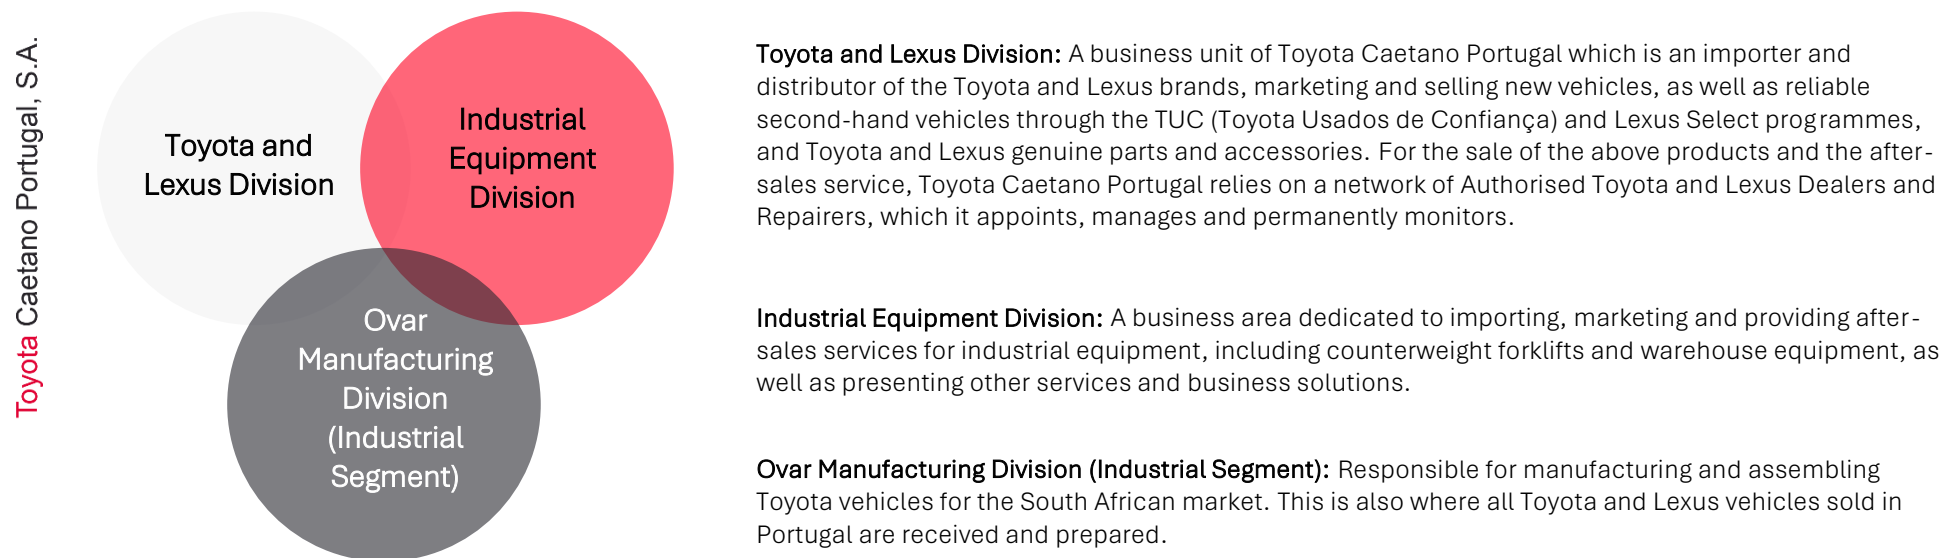 Toyota Caetano Portugal, S.A.
Toyota and
Lexus Division
Industrial
Equipment
Division
Ovar
Manufacturing
Division
(Industrial
Segment)
Toyota and Lexus Division: A business unit of Toyota Caetano Portugal which is an importer and
distributor of the Toyota and Lexus brands, marketing and selling new vehicles, as well as reliable
second-hand vehicles through the TUC (Toyota Usados de Confiança) and Lexus Select programmes,
and Toyota and Lexus genuine parts and accessories. For the sale of the above products and the after-
sales service, Toyota Caetano Portugal relies on a network of Authorised Toyota and Lexus Dealers and
Repairers, which it appoints, manages and permanently monitors.
Industrial Equipment Division: A business area dedicated to importing, marketing and providing after-
sales services for industrial equipment, including counterweight forklifts and warehouse equipment, as
well as presenting other services and business solutions.
Ovar Manufacturing Division (Industrial Segment): Responsible for manufacturing and assembling
Toyota vehicles for the South African market. This is also where all Toyota and Lexus vehicles sold in
Portugal are received and prepared.